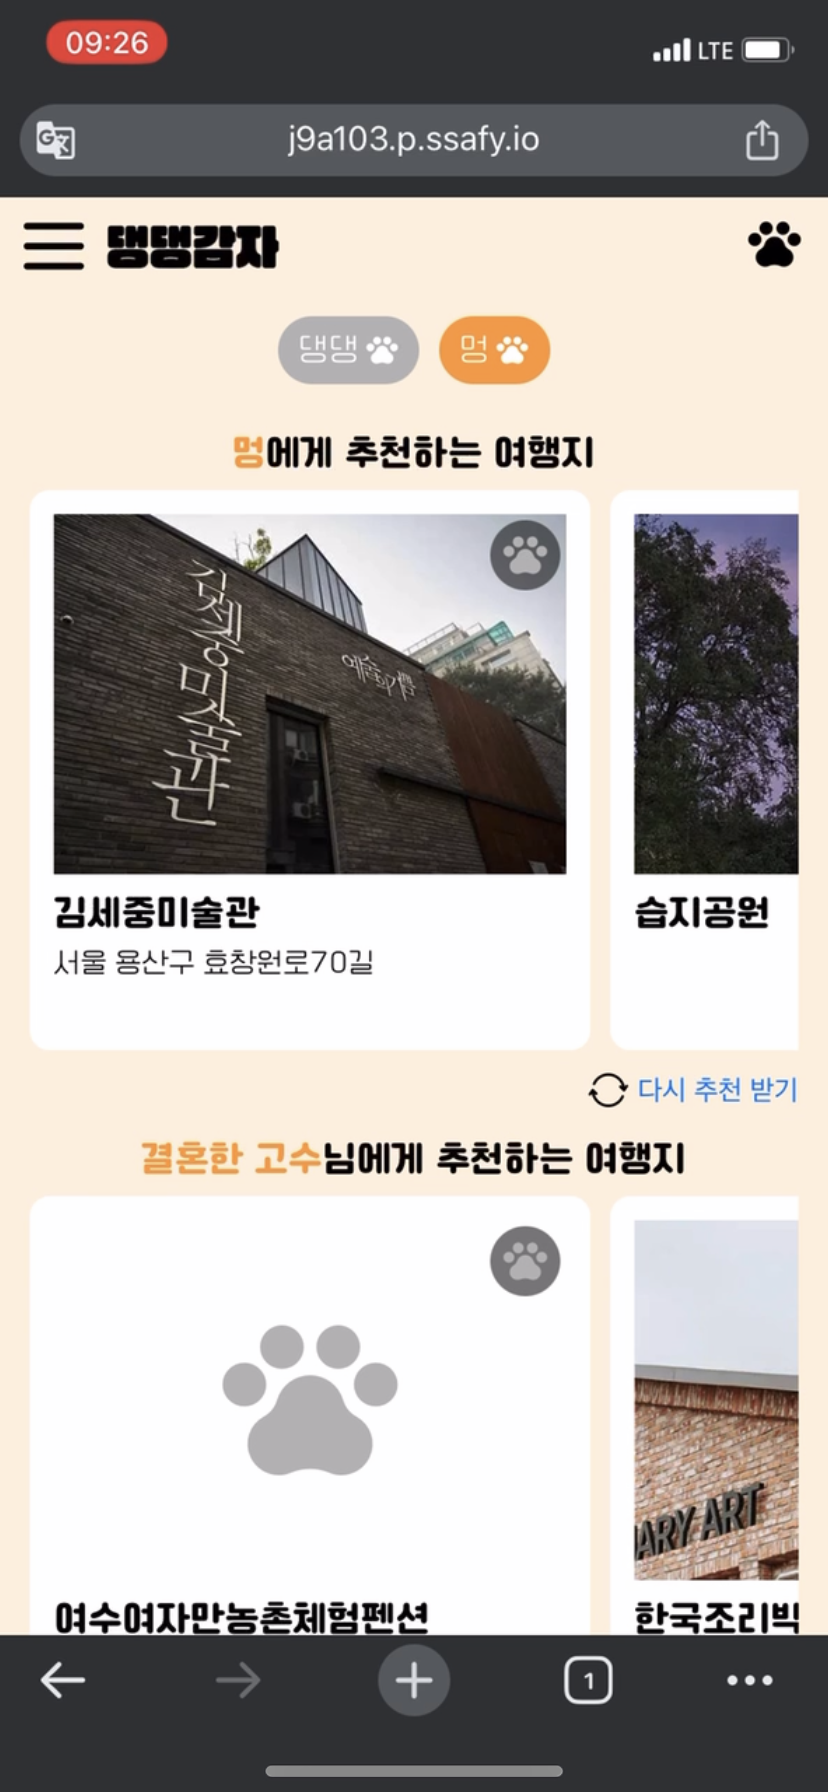 09:26
LTE
j9a103.p.ssafy.io
댕댕감자
댕댕
멍
멍에게 추천하는 여행지
김세중미술관
예술의기쁨
김세중미술관
서울 용산구 효창원로70길
습지공원
다시 추천 받기
결혼한 고수님에게 추천하는 여행지
ARY ART
여수여자만농촌체험펜션
한국조리박
1